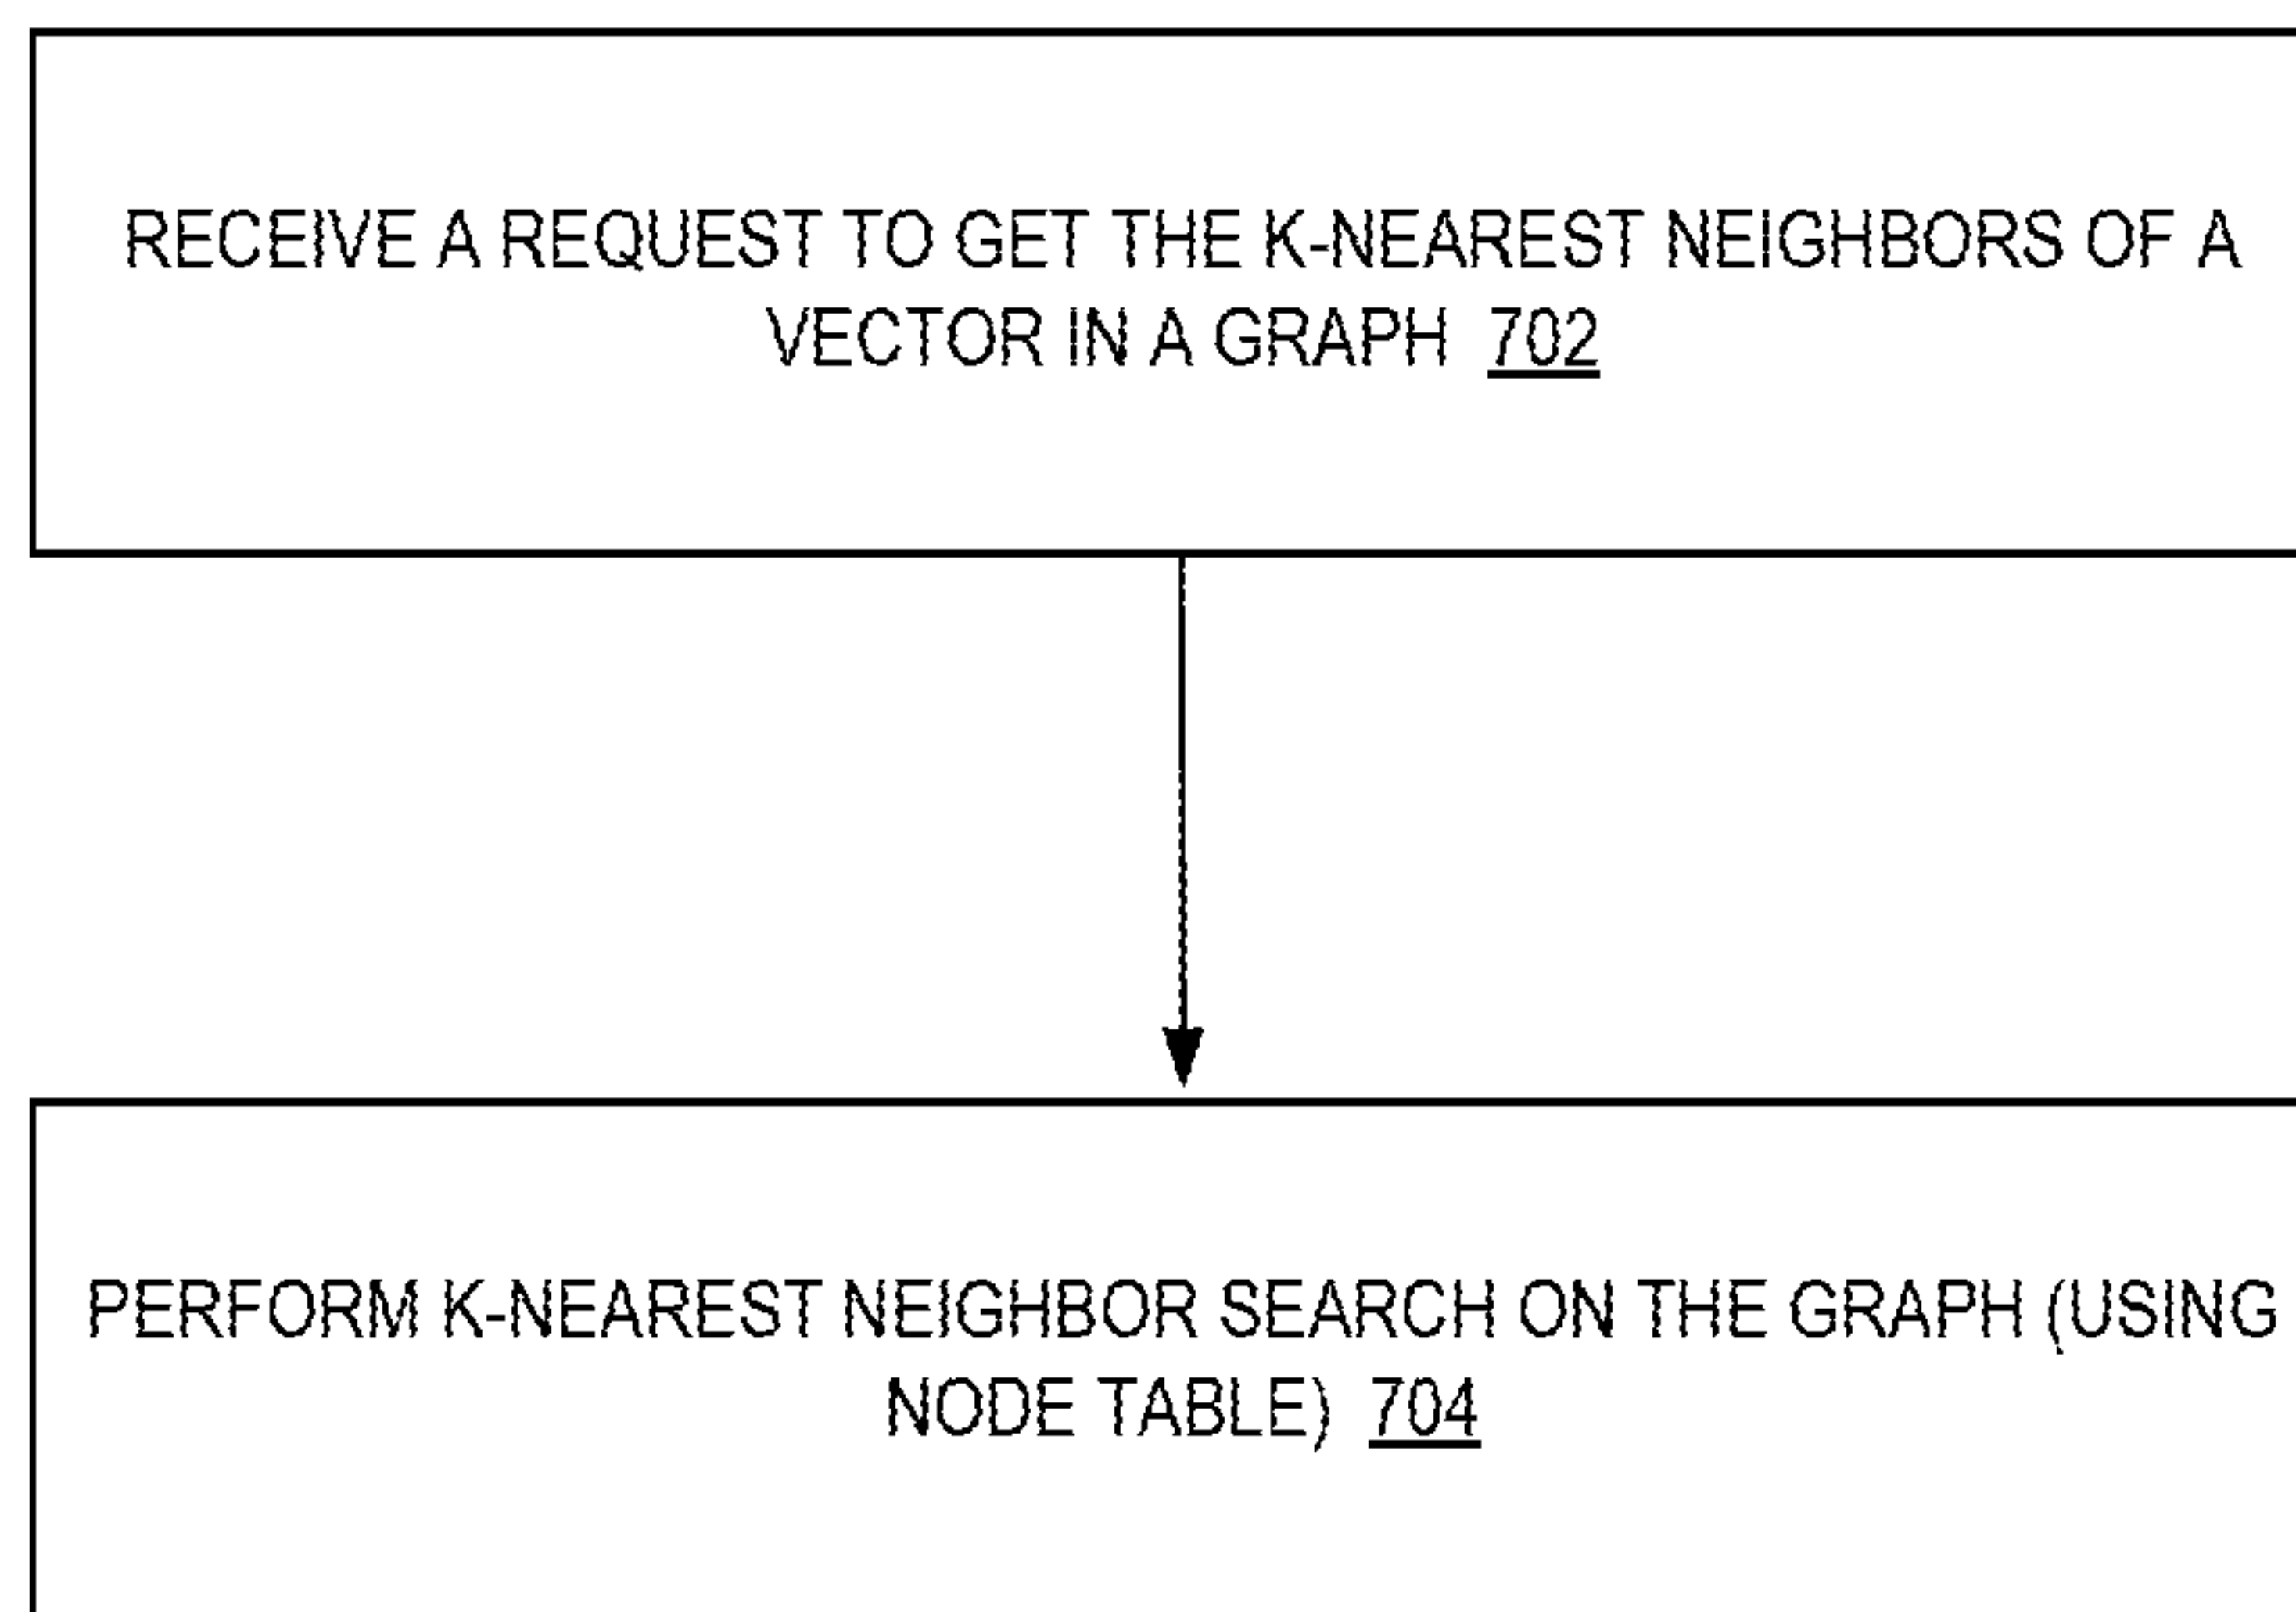 RECEIVE A REQUEST TO GET THE K-NEAREST NEIGHBORS OF A
VECTOR IN A GRAPH 702
PERFORM K-NEAREST NEIGHBOR SEARCH ON THE GRAPH (USING
NODE TABLE) 704